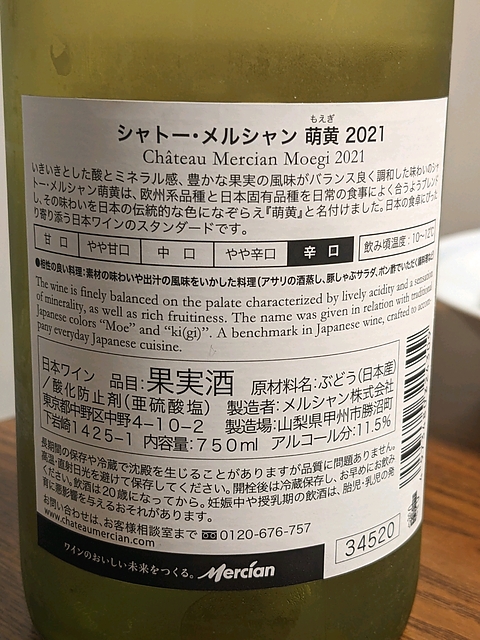 もえぎ
シャトー・メルシャン 萌黄 2021
Château Mercian Moegi 2021
いきいきとした酸とミネラル感、豊かな果実の風味がバランス良く調和した味わいのシャ
トー・メルシャン萌黄は、欧州系品種と日本固有品種を日常の食事によく合うようブレンド
し、その味わいを日本の伝統的な色になぞらえ『萌黄』と名付けました。日本の食卓にぴった
り寄り添う日本ワインのスタンダードです。
甘口 やや甘口 中口 やや辛口 辛口 飲み頃温度:10~12℃
●相性の良い料理:素材の味わいや出汁の風味をいかした料理(アサリの酒蒸し、豚しゃぶサラダ、ポン酢でいただく
The wine is finely balanced on the palate characterized by lively acidity and a sensation
of minerality, as well as rich fruitiness. The name was given in relation with traditional
Japanese colors “Moe” and “ki(gi)”. A benchmark in Japanese wine, crafted to accom-
pany everyday Japanese cuisine.
日本ワイン 品目:果実酒 原材料名:ぶどう(日本産)
/酸化防止剤(亜硫酸塩) 製造者:メルシャン株式会社
東京都中野区中野4-10-2 製造場:山梨県甲州市勝沼町
下岩崎1425-1 内容量:750ml アルコール分:11.5%
長期間の保存や冷蔵で沈殿を生じることがありますが品質に問題ありません。
高温・直射日光を避けて保存してください。開栓後は冷蔵保存し、お早めにお飲み
ください。飲酒は20歳になってから。妊娠中や授乳期の飲酒は、胎児・乳児の発
育に悪影響を与えるおそれがあります。
お問い合わせは、お客様相談室まで 0120-676-757
www.chateaumercian.com
34520
ワインのおいしい未来をつくる。 Mercian